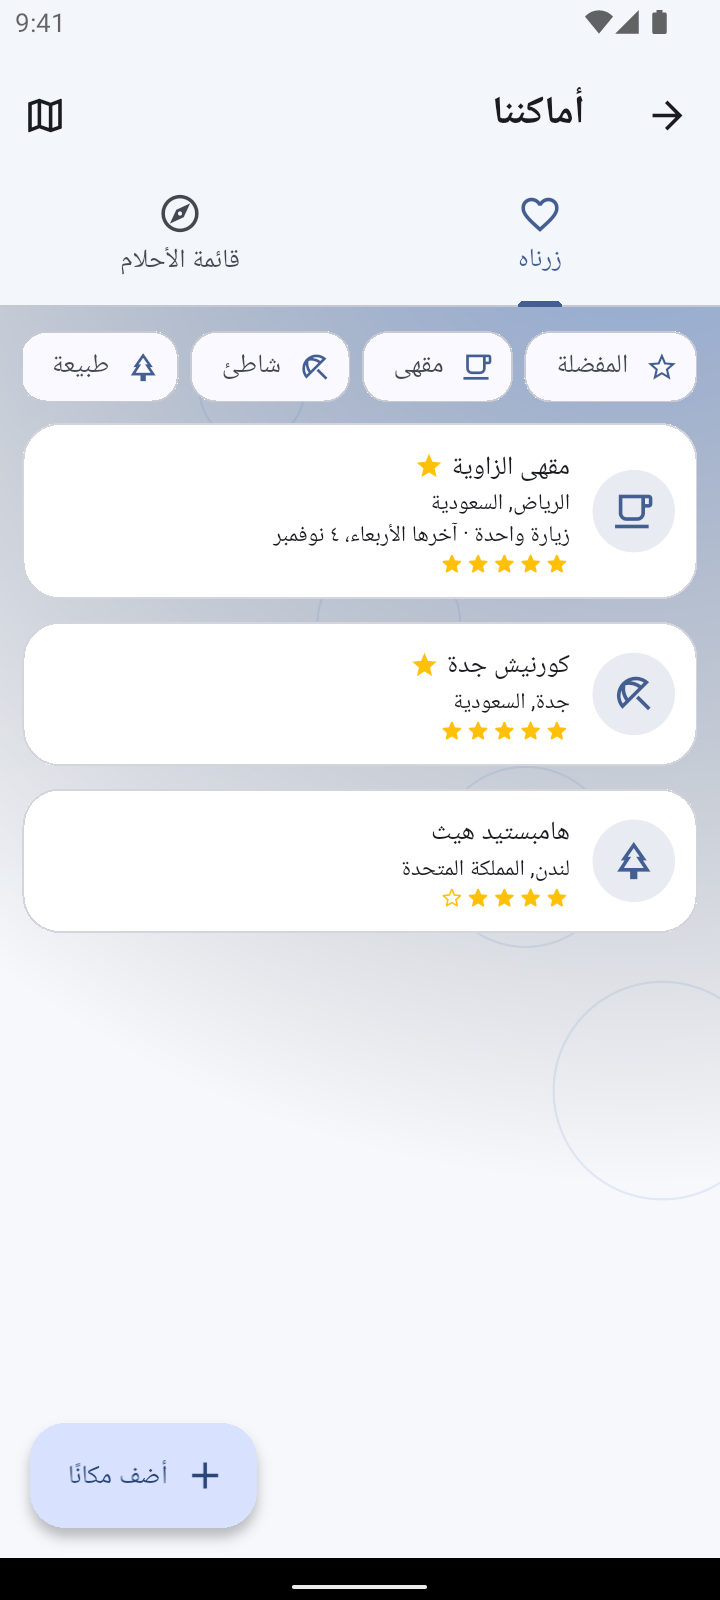 9:41
أماكننا
زرناه
قائمة الأحلام
المفضلة
مقهى
شاطئ
طبيعة
مقهى الزاوية
الرياض, السعودية
زيارة واحدة · آخرها الأربعاء، ٤ نوفمبر
كورنيش جدة
جدة, السعودية
هامبستيد هيث
لندن, المملكة المتحدة
أضف مكانًا